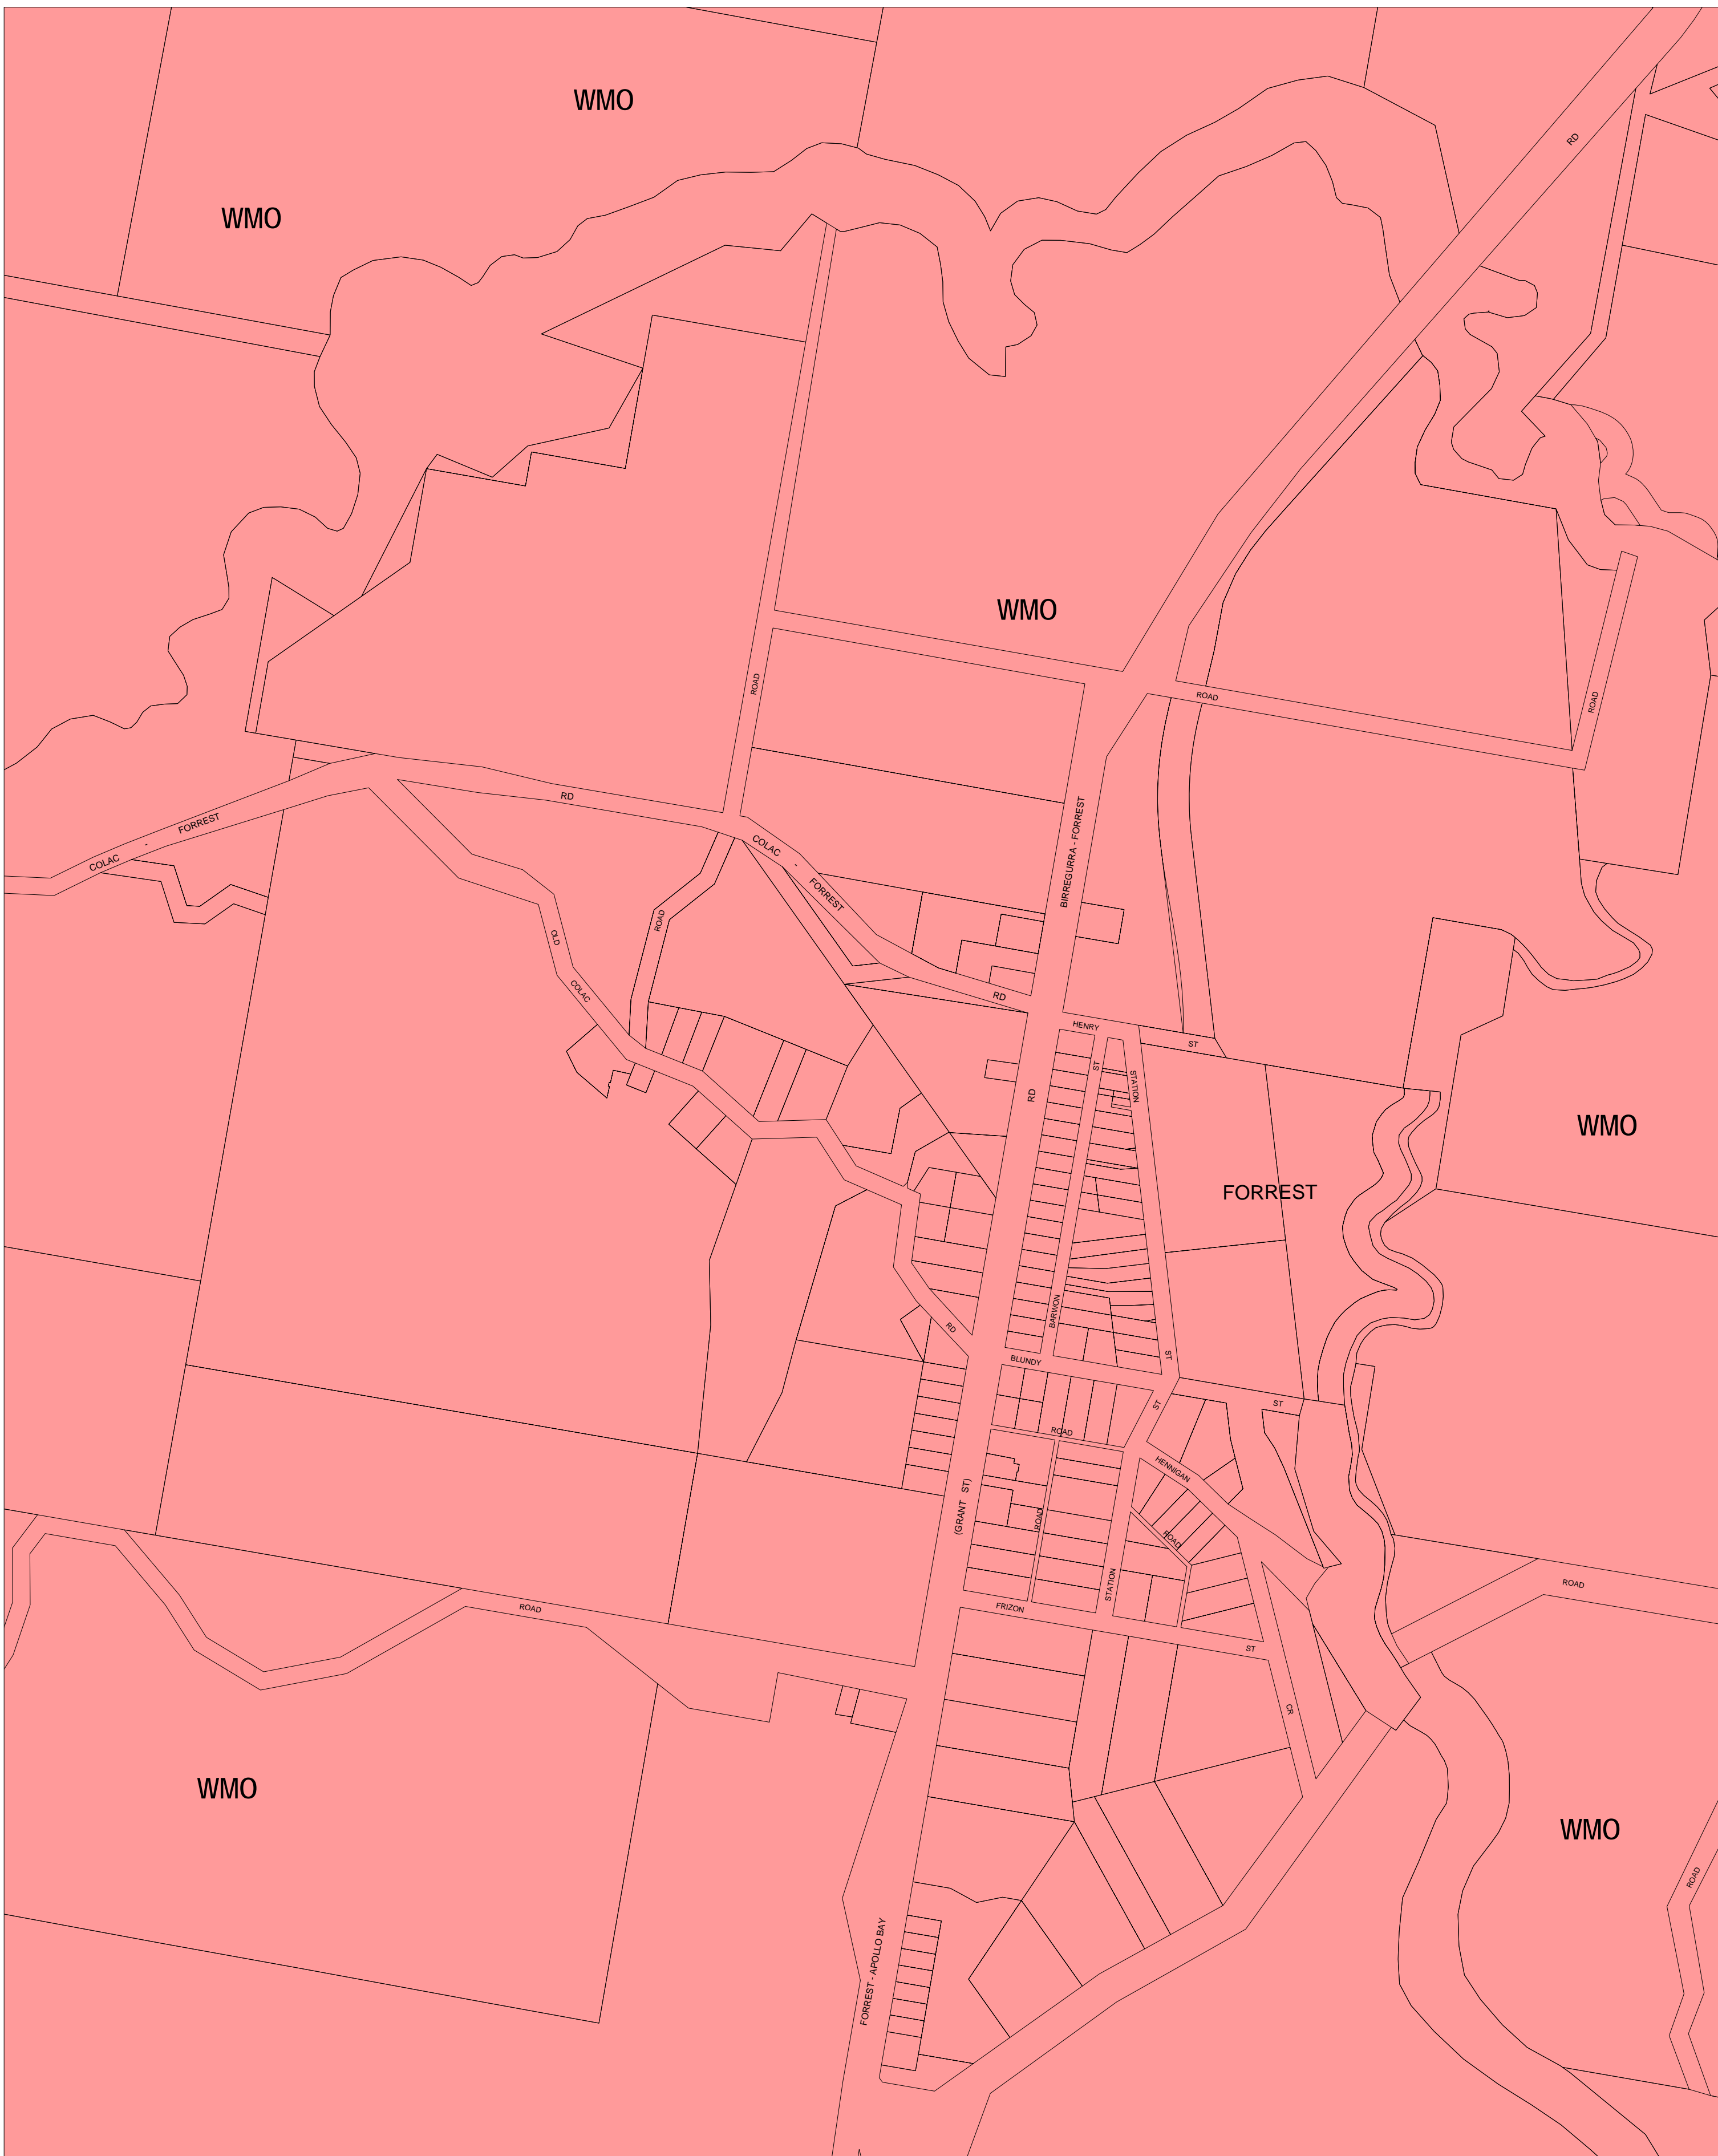 WMO
RD
WMO
WMO
ROAD
ROAD
ROAD
RD
COLAC - FORREST
BIRREGURRA - FORREST
COLAC - FORREST
ROAD
OLD
COLAC
RD
HENRY
ST
ST
STATION
RD
WMO
FORREST
BARWON
RD
BLUNDY
ST
ST
ST
ROAD
HENNIGAN
(GRANT ST)
ROAD
ROAD
STATION
ROAD
ROAD
FRIZON
ST
CR
WMO
WMO
ROAD
FORREST - APOLLO BAY